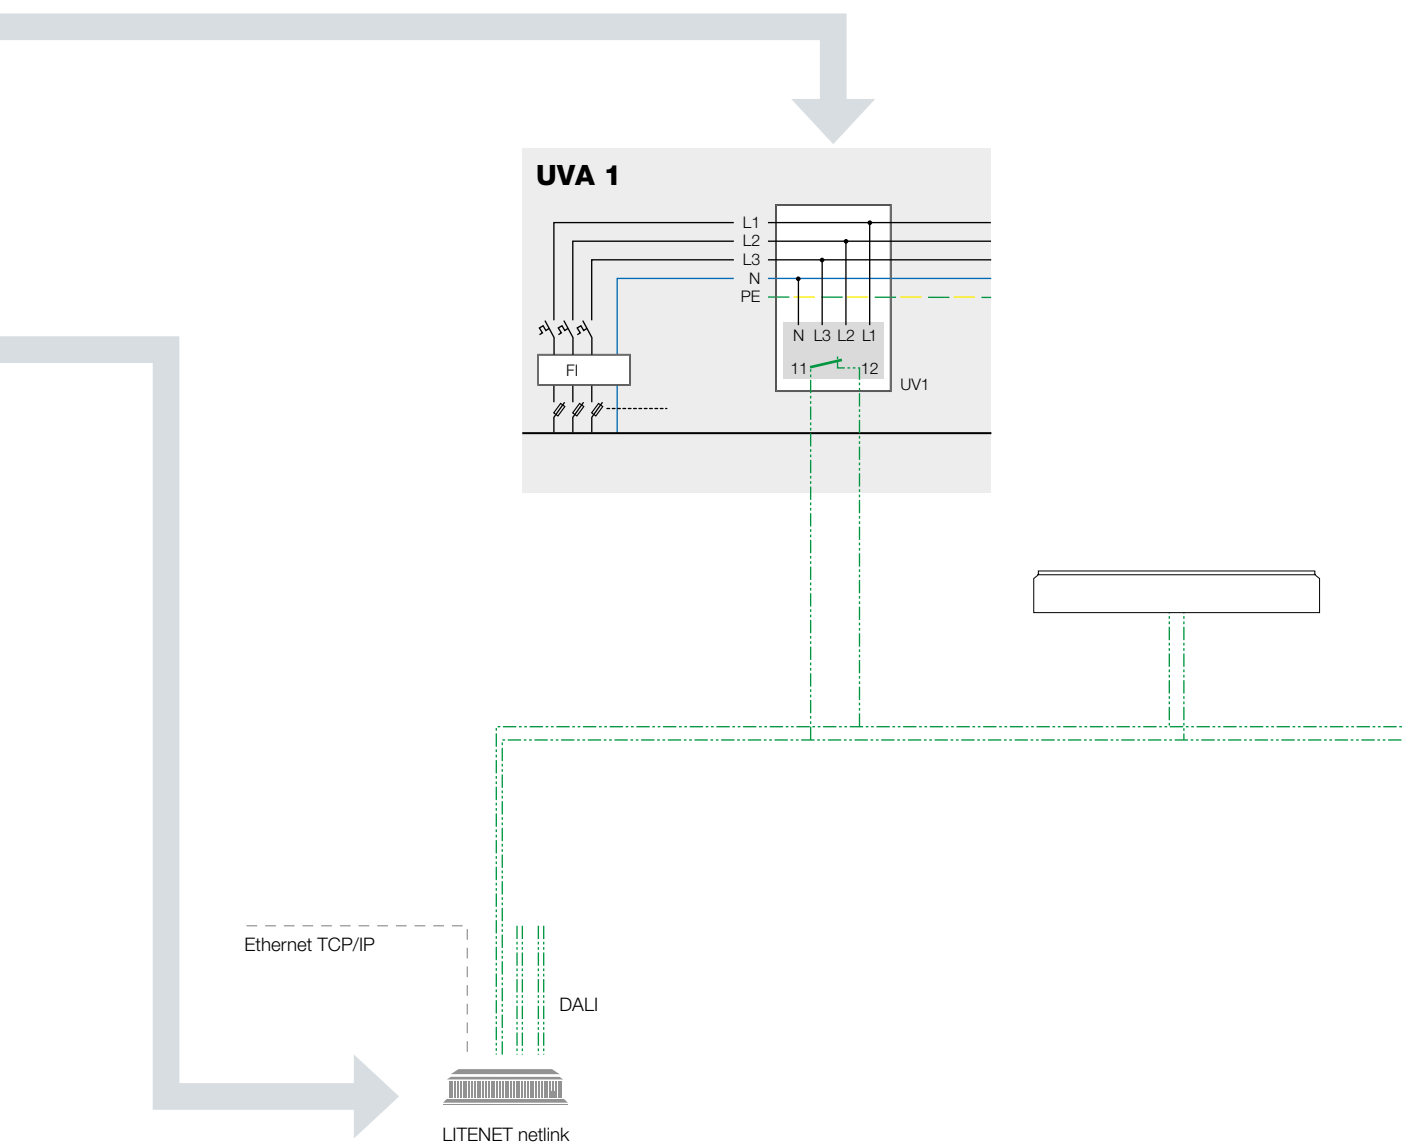 UVA 1
L1
L2
L3
N
PE
N L3 L2 L1
11 12
FI
UV1
Ethernet TCP/IP
DALI
LITENET netlink